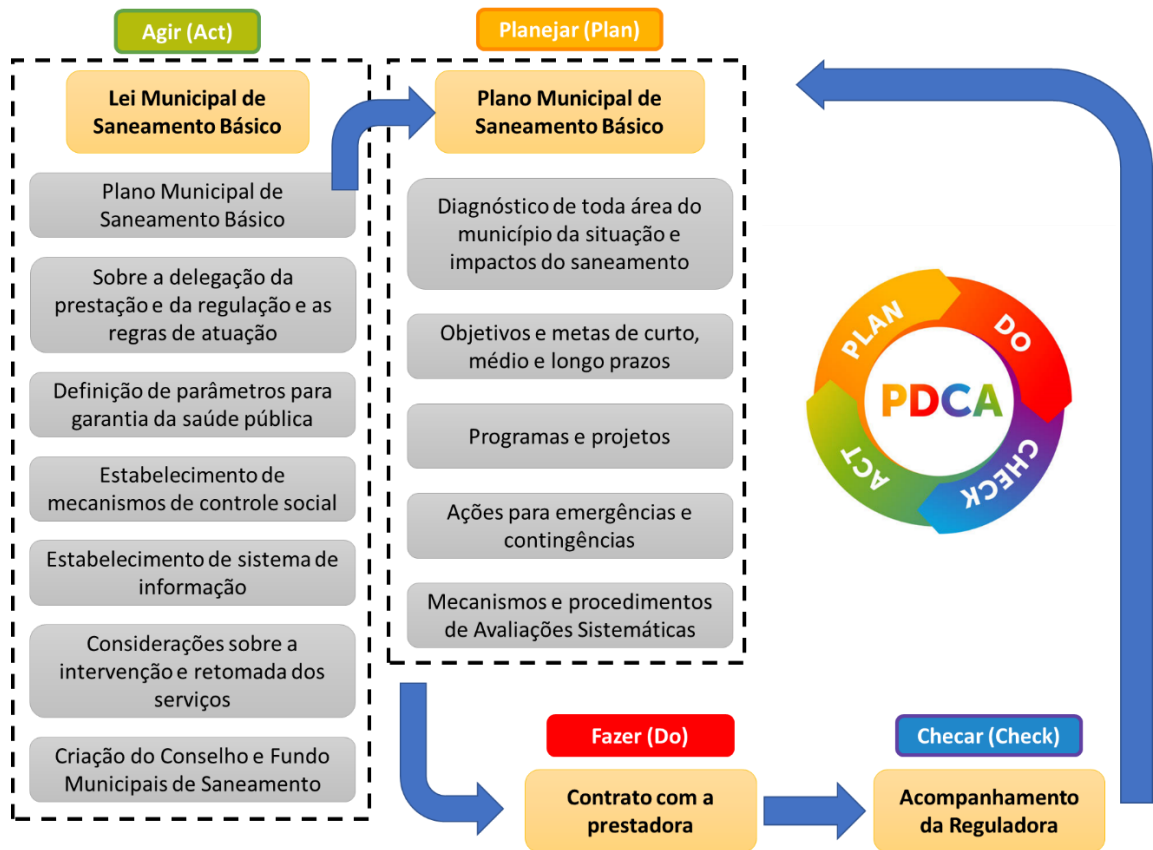 Agir (Act)
Lei Municipal de
Saneamento Básico
Plano Municipal de
Saneamento Básico
Sobre a delegação da
prestação e da regulação e as
regras de atuação
Definição de parâmetros para
garantia da saúde pública
Estabelecimento de
mecanismos de controle social
Estabelecimento de sistema de
informação
Considerações sobre a
intervenção e retomada dos
serviços
Criação do Conselho e Fundo
Municipais de Saneamento
Planejar (Plan)
Plano Municipal de
Saneamento Básico
Diagnóstico de toda área do
município da situação e
impactos do saneamento
Objetivos e metas de curto,
médio e longo prazos
Programas e projetos
Ações para emergências e
contingências
Mecanismos e procedimentos
de Avaliações Sistemáticas
Fazer (Do)
Contrato com a
prestadora
Checar (Check)
Acompanhamento
da Reguladora
PLAN
DO
CHECK
ACT
PDCA